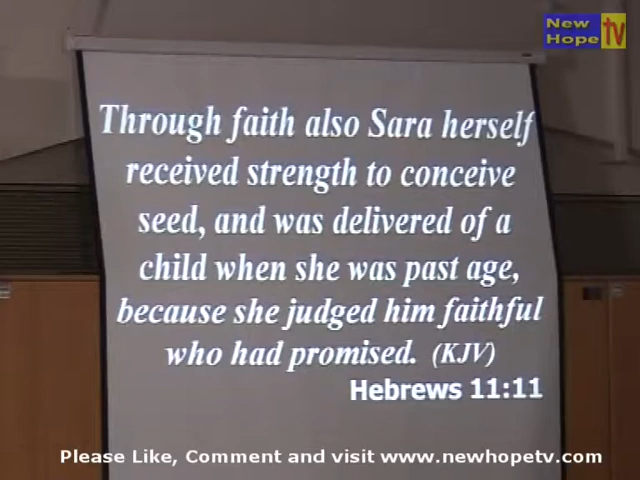 New
Hope tv
Through faith also Sara herself
received strength to conceive
seed, and was delivered of a
child when she was past age,
because she judged him faithful
who had promised. (KJV)
Hebrews 11:11
Please Like, Comment and visit www.newhopetv.com